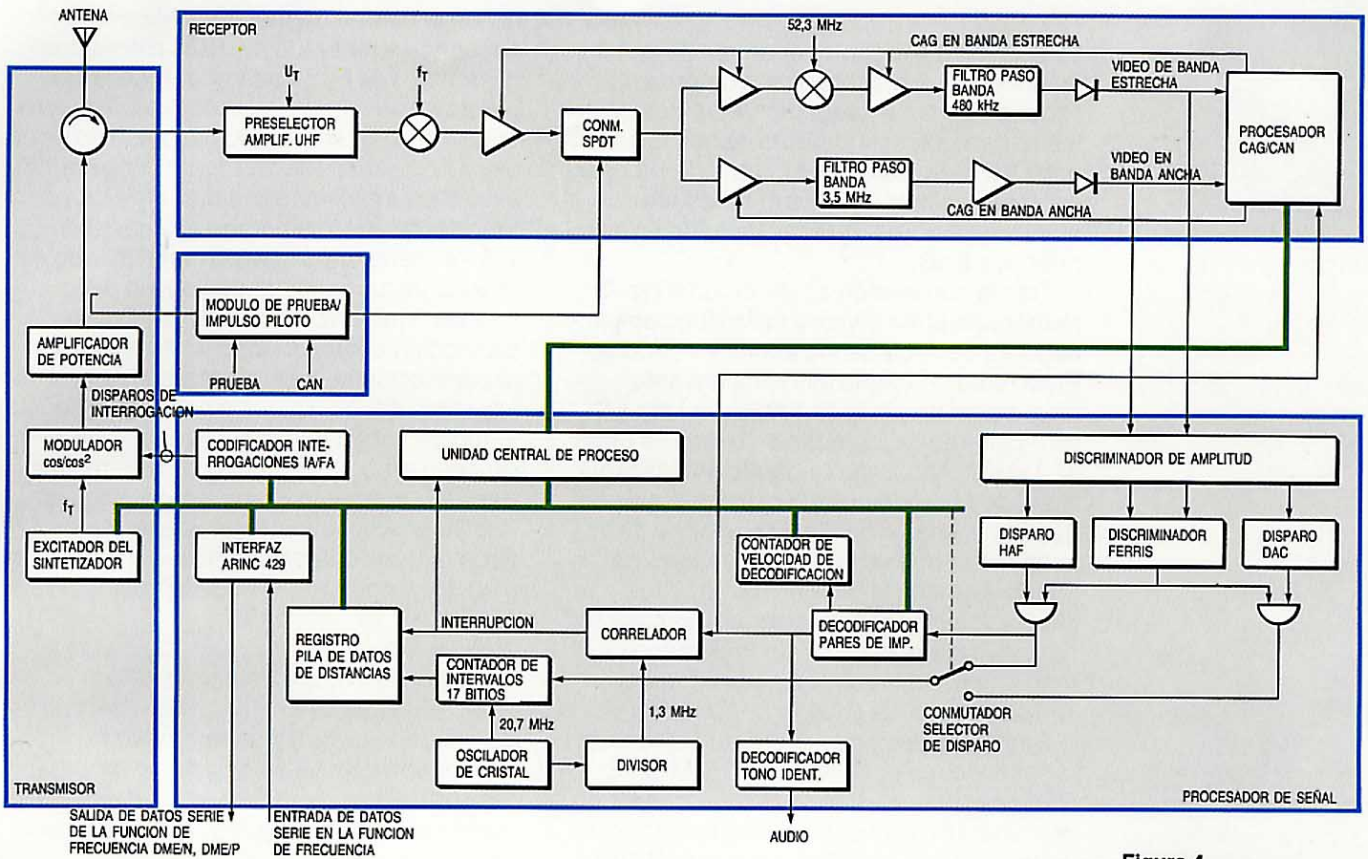 ANTENA
RECEPTOR
52,3 MHz
CAG EN BANDA ESTRECHA
U_T
f_T
FILTRO PASO
BANDA
480 kHz
VIDEO DE BANDA
ESTRECHA
PRESELECTOR
AMPLIF. UHF
CONM.
SPDT
PROCESADOR
CAG/CAN
FILTRO PASO
BANDA
3.5 MHz
VIDEO EN
BANDA ANCHA
CAG EN BANDA ANCHA
MODULO DE PRUEBA/
IMPULSO PILOTO
AMPLIFICADOR
DE POTENCIA
PRUEBA
CAN
DISPAROS DE
INTERROGACION
MODULADOR
cos/cos²
CODIFICADOR INTE-
RROGACIONES IA/FA
UNIDAD CENTRAL DE PROCESO
DISCRIMINADOR DE AMPLITUD
f_T
EXCITADOR DEL
SINTETIZADOR
INTERFAZ
ARINC 429
CONTADOR DE
VELOCIDAD DE
DECODIFICACION
DISPARO
HAF
DISCRIMINADOR
FERRIS
DISPARO
DAC
REGISTRO
PILA DE DATOS
DE DISTANCIAS
INTERRUPCION
CORRELADOR
DECODIFICADOR
PARES DE IMP.
CONTADOR DE
INTERVALOS
17 BITIOS
20,7 MHz
1,3 MHz
CONMUTADOR
SELECTOR
DE DISPARO
OSCILADOR
DE CRISTAL
DIVISOR
DECODIFICADOR
TONO IDENT.
TRANSMISOR
PROCESADOR DE SEÑAL
SALIDA DE DATOS SERIE
DE LA FUNCION DE
FRECUENCIA DME/N, DME/P
ENTRADA DE DATOS
SERIE EN LA FUNCION
DE FRECUENCIA
AUDIO